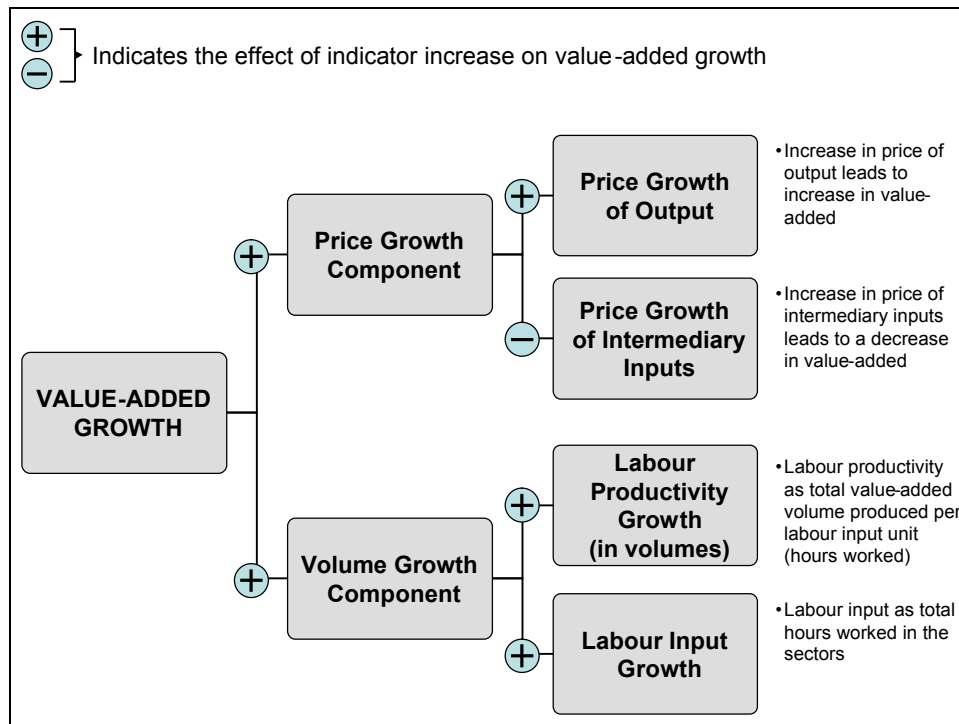 +
−
Indicates the effect of indicator increase on value-added growth
VALUE-ADDED
GROWTH
+
Price Growth
Component
+
Price Growth
of Output
•Increase in price of
output leads to
increase in value-
added
−
Price Growth
of Intermediary
Inputs
•Increase in price of
intermediary inputs
leads to a decrease
in value-added
+
Volume Growth
Component
+
Labour
Productivity
Growth
(in volumes)
•Labour productivity
as total value-added
volume produced per
labour input unit
(hours worked)
+
Labour Input
Growth
•Labour input as total
hours worked in the
sectors